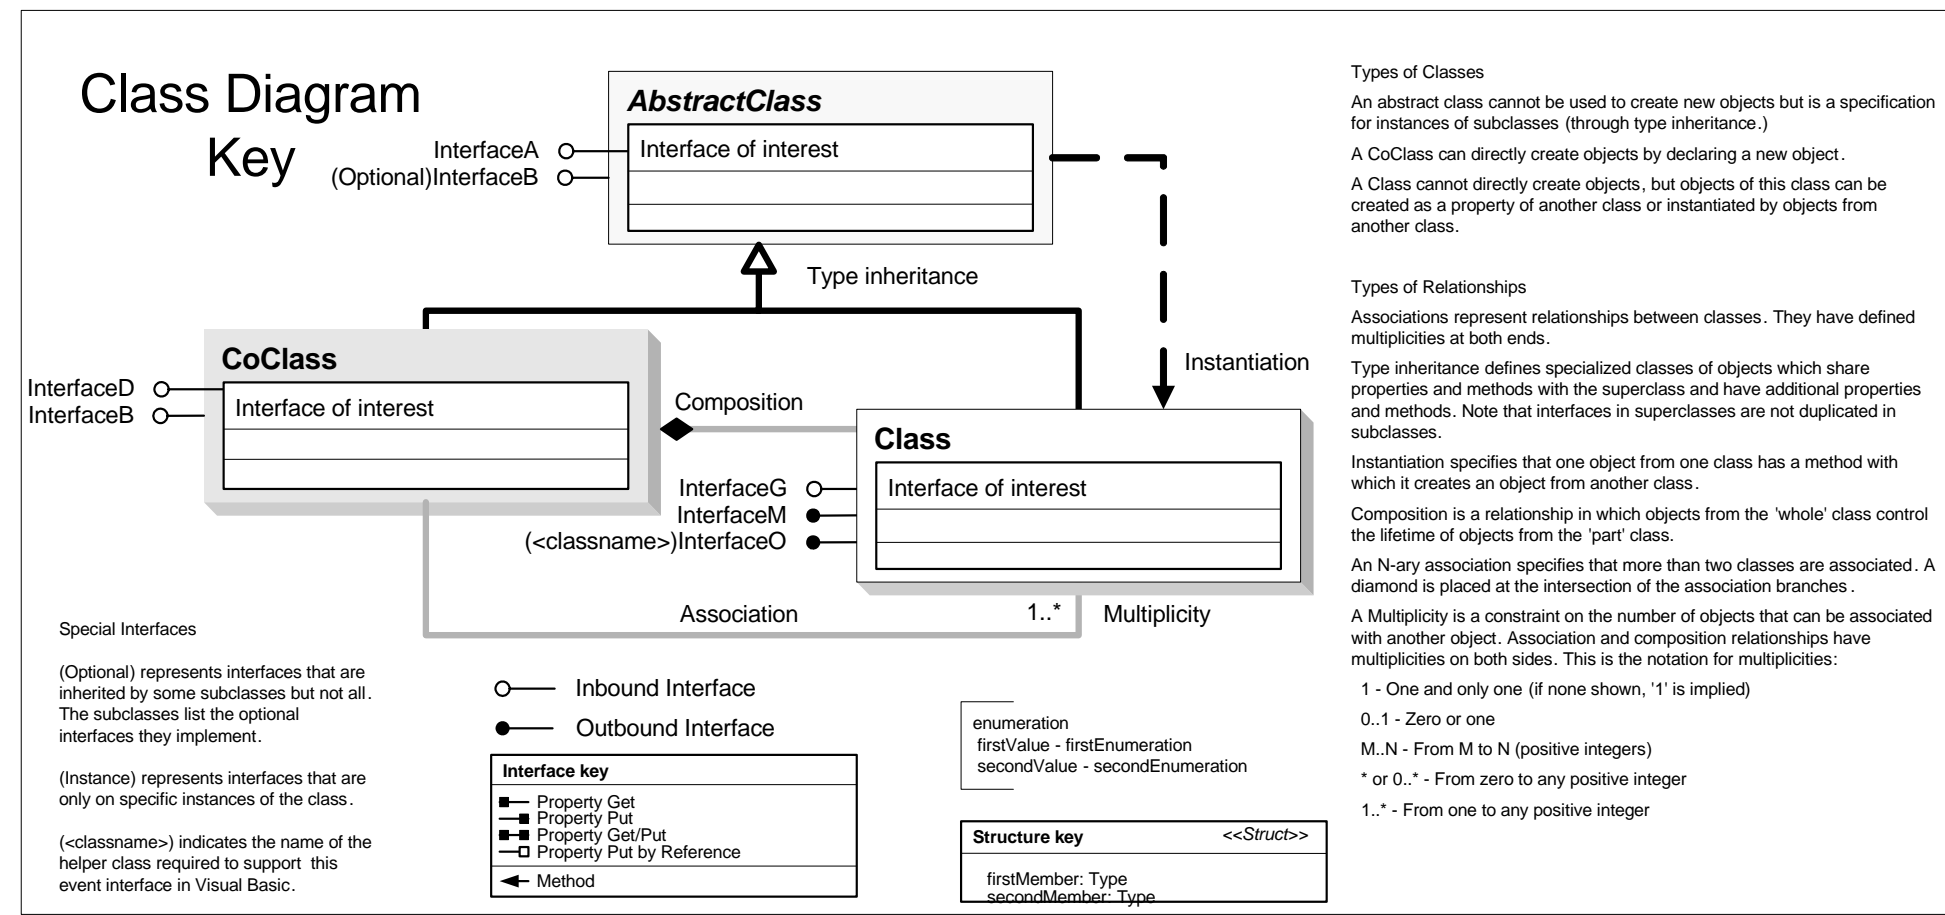 Class Diagram
Key
InterfaceA
(Optional)InterfaceB
AbstractClass
Interface of interest
Type inheritance
Instantiation
InterfaceD
InterfaceB
CoClass
Interface of interest
Composition
Class
Interface of interest
InterfaceG
InterfaceM
(<classname>)InterfaceO
Association
1..*
Multiplicity
Special Interfaces
(Optional) represents interfaces that are
inherited by some subclasses but not all.
The subclasses list the optional
interfaces they implement.
(Instance) represents interfaces that are
only on specific instances of the class.
(<classname>) indicates the name of the
helper class required to support this
event interface in Visual Basic.
Inbound Interface
Outbound Interface
Interface key
Property Get
Property Put
Property Get/Put
Property Put by Reference
Method
enumeration
firstValue - firstEnumeration
secondValue - secondEnumeration
Structure key <<Struct>>
firstMember: Type
secondMember: Type
Types of Classes
An abstract class cannot be used to create new objects but is a specification
for instances of subclasses (through type inheritance.)
A CoClass can directly create objects by declaring a new object.
A Class cannot directly create objects, but objects of this class can be
created as a property of another class or instantiated by objects from
another class.
Types of Relationships
Associations represent relationships between classes. They have defined
multiplicities at both ends.
Type inheritance defines specialized classes of objects which share
properties and methods with the superclass and have additional properties
and methods. Note that interfaces in superclasses are not duplicated in
subclasses.
Instantiation specifies that one object from one class has a method with
which it creates an object from another class.
Composition is a relationship in which objects from the 'whole' class control
the lifetime of objects from the 'part' class.
An N-ary association specifies that more than two classes are associated. A
diamond is placed at the intersection of the association branches.
A Multiplicity is a constraint on the number of objects that can be associated
with another object. Association and composition relationships have
multiplicities on both sides. This is the notation for multiplicities:
1 - One and only one (if none shown, '1' is implied)
0..1 - Zero or one
M..N - From M to N (positive integers)
* or 0..* - From zero to any positive integer
1..* - From one to any positive integer